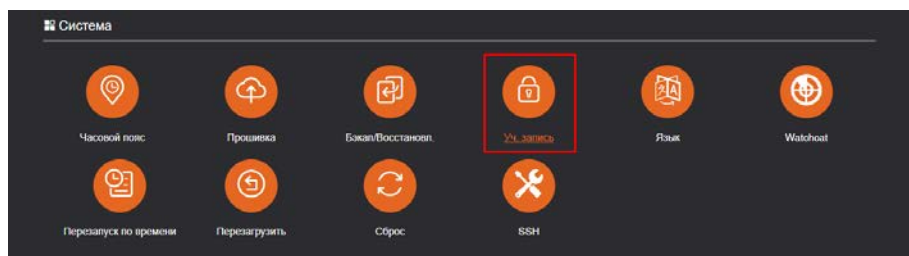 Система
Часовой пояс
Прошивка
Бэкап/Восстановл.
Уч. запись
Язык
Watchcat
Перезапуск по времени
Перезагрузить
Сброс
SSH